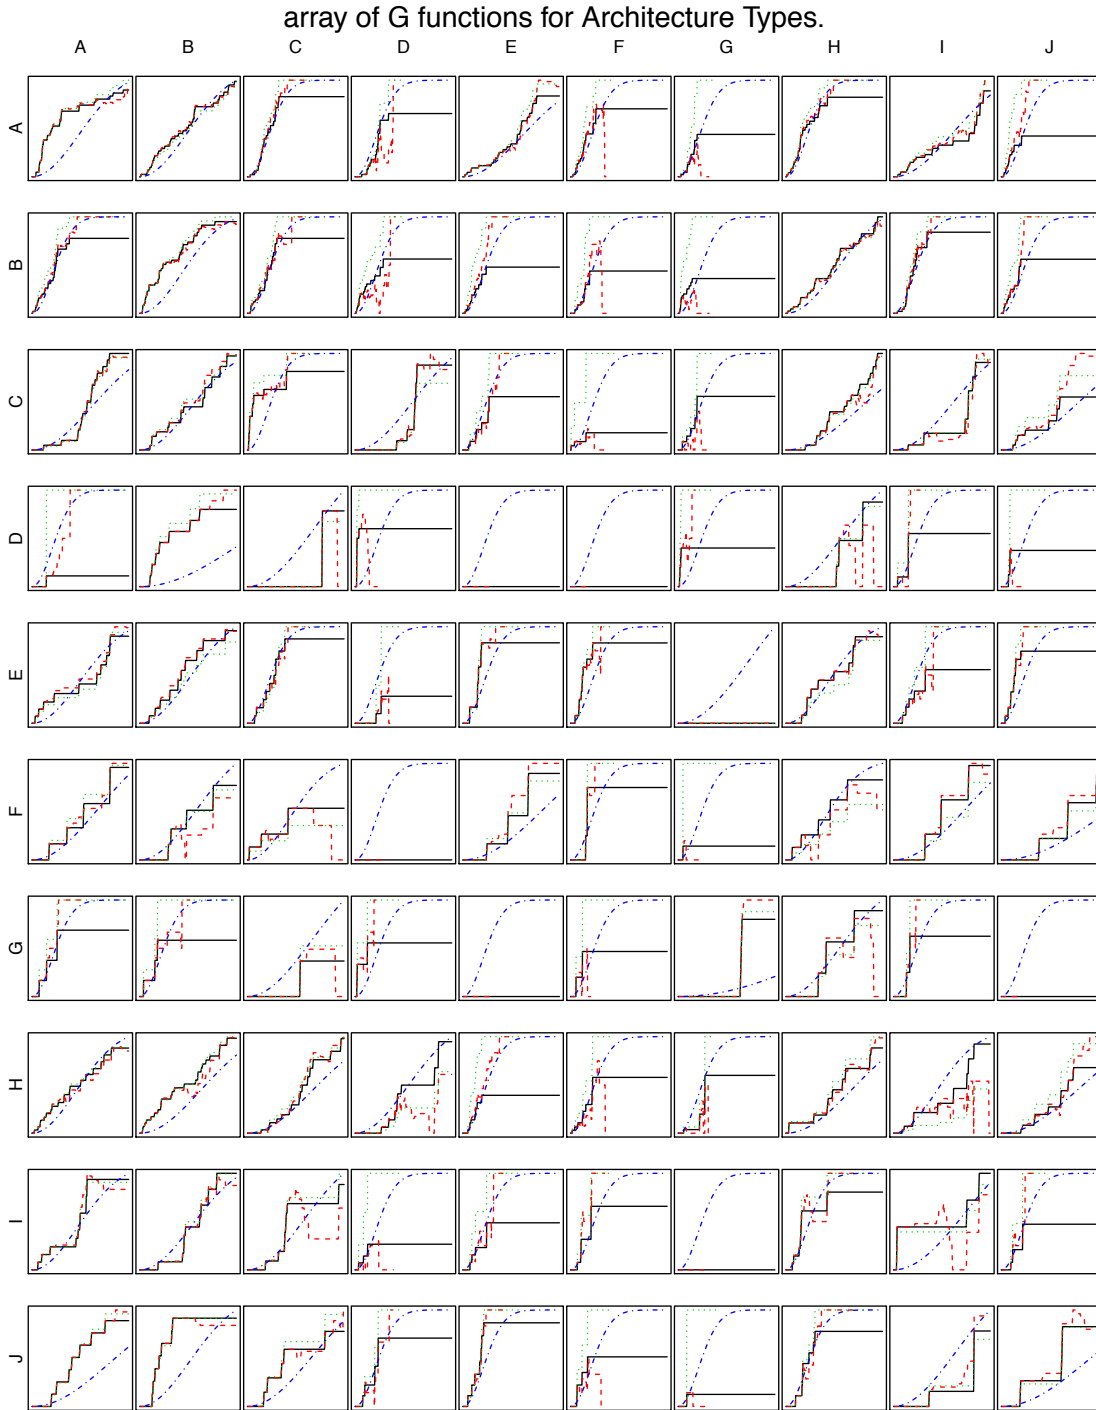 array of G functions for Architecture Types.
A B C D E F G H I J
A
B
C
D
E
F
G
H
I
J